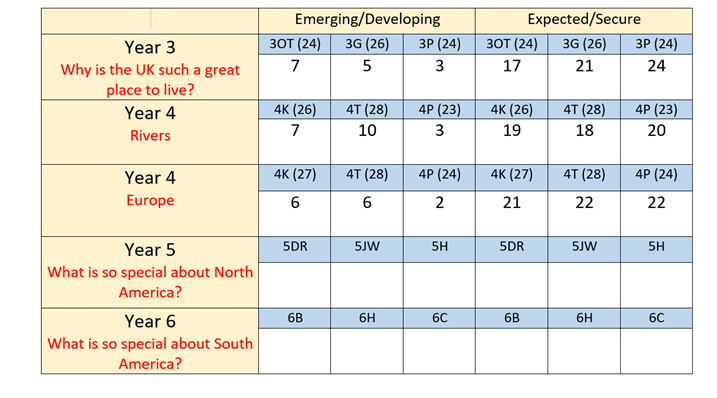 Emerging/Developing Expected/Secure
Year 3 3OT (24) 3G (26) 3P (24) 3OT (24) 3G (26) 3P (24)
Why is the UK such a great 7 5 3 17 21 24
place to live?
Year 4 4K (26) 4T (28) 4P (23) 4K (26) 4T (28) 4P (23)
Rivers 7 10 3 19 18 20
Year 4 4K (27) 4T (28) 4P (24) 4K (27) 4T (28) 4P (24)
Europe 6 6 2 21 22 22
Year 5 5DR 5JW 5H 5DR 5JW 5H
What is so special about North
America?
Year 6 6B 6H 6C 6B 6H 6C
What is so special about South
America?